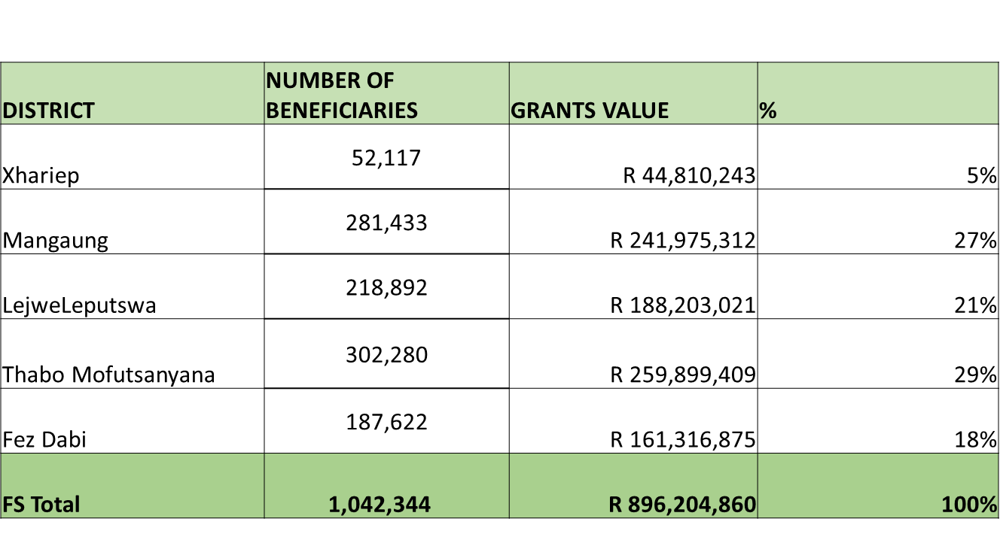 DISTRICT NUMBER OF BENEFICIARIES GRANTS VALUE %
Xhariep 52,117 R 44,810,243 5%
Mangaung 281,433 R 241,975,312 27%
LejweLeputswa 218,892 R 188,203,021 21%
Thabo Mofutsanyana 302,280 R 259,899,409 29%
Fez Dabi 187,622 R 161,316,875 18%
FS Total 1,042,344 R 896,204,860 100%